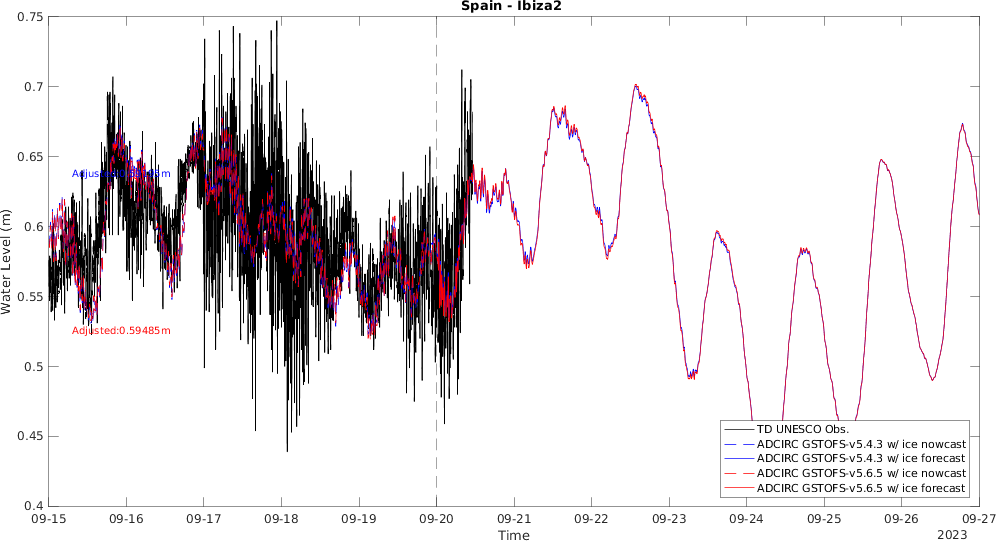 Spain - Ibiza2
0.75
0.7
0.65
0.6
0.55
0.5
0.45
0.4
Water Level (m)
Adjusted:
Adjusted:0.59485m
TD UNESCO Obs.
ADCIRC GSTOFS-v5.4.3 w/ ice nowcast
ADCIRC GSTOFS-v5.4.3 w/ ice forecast
ADCIRC GSTOFS-v5.6.5 w/ ice nowcast
ADCIRC GSTOFS-v5.6.5 w/ ice forecast
09-15 09-16 09-17 09-18 09-19 09-20 09-21 09-22 09-23 09-24 09-25 09-26 09-27
Time
2023